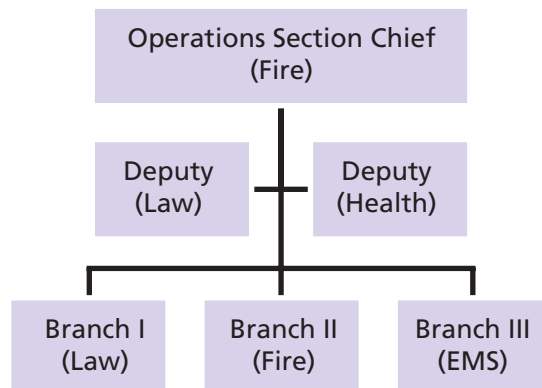 Operations Section Chief
(Fire)
Deputy
(Law)
Deputy
(Health)
Branch I
(Law)
Branch II
(Fire)
Branch III
(EMS)